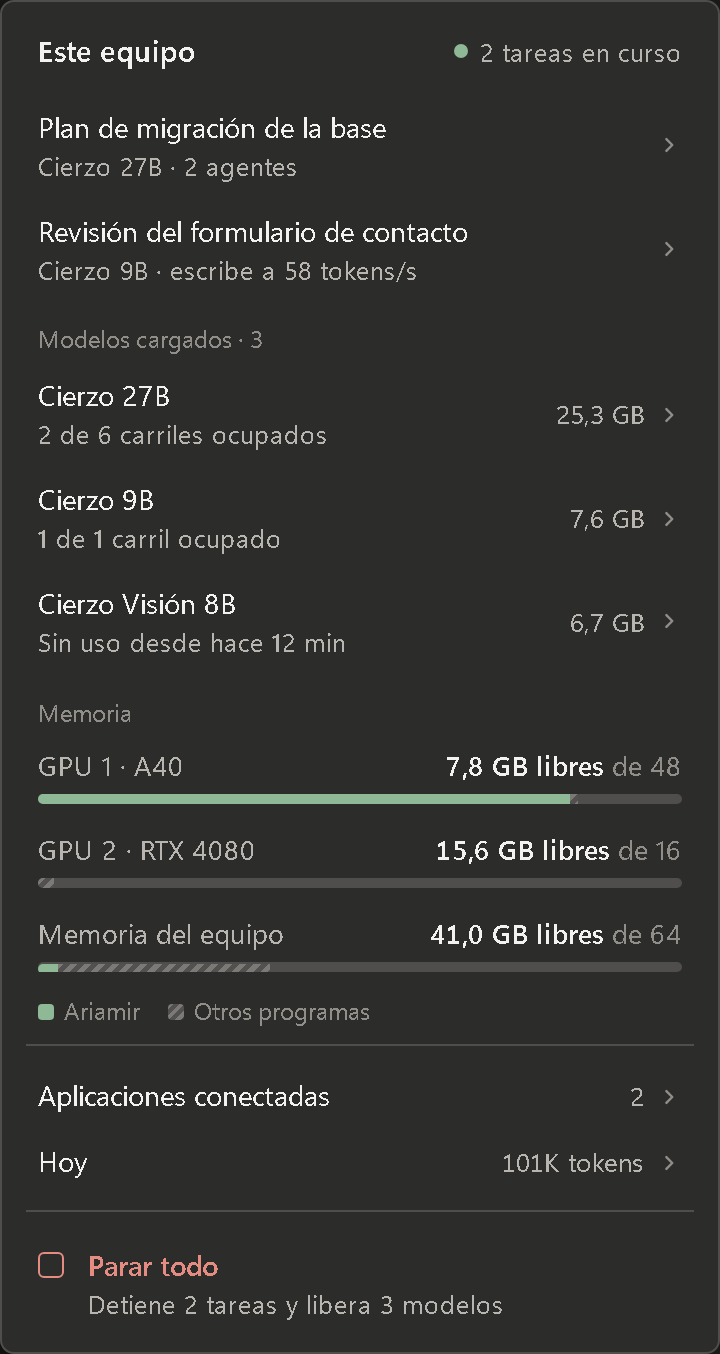 Este equipo
2 tareas en curso
Plan de migración de la base
Cierzo 27B · 2 agentes
Revisión del formulario de contacto
Cierzo 9B · escribe a 58 tokens/s
Modelos cargados · 3
Cierzo 27B
25,3 GB
2 de 6 carriles ocupados
Cierzo 9B
7,6 GB
1 de 1 carril ocupado
Cierzo Visión 8B
6,7 GB
Sin uso desde hace 12 min
Memoria
GPU 1 · A40
7,8 GB libres de 48
GPU 2 · RTX 4080
15,6 GB libres de 16
Memoria del equipo
41,0 GB libres de 64
Ariamir
Otros programas
Aplicaciones conectadas
2
Hoy
101K tokens
Parar todo
Detiene 2 tareas y libera 3 modelos